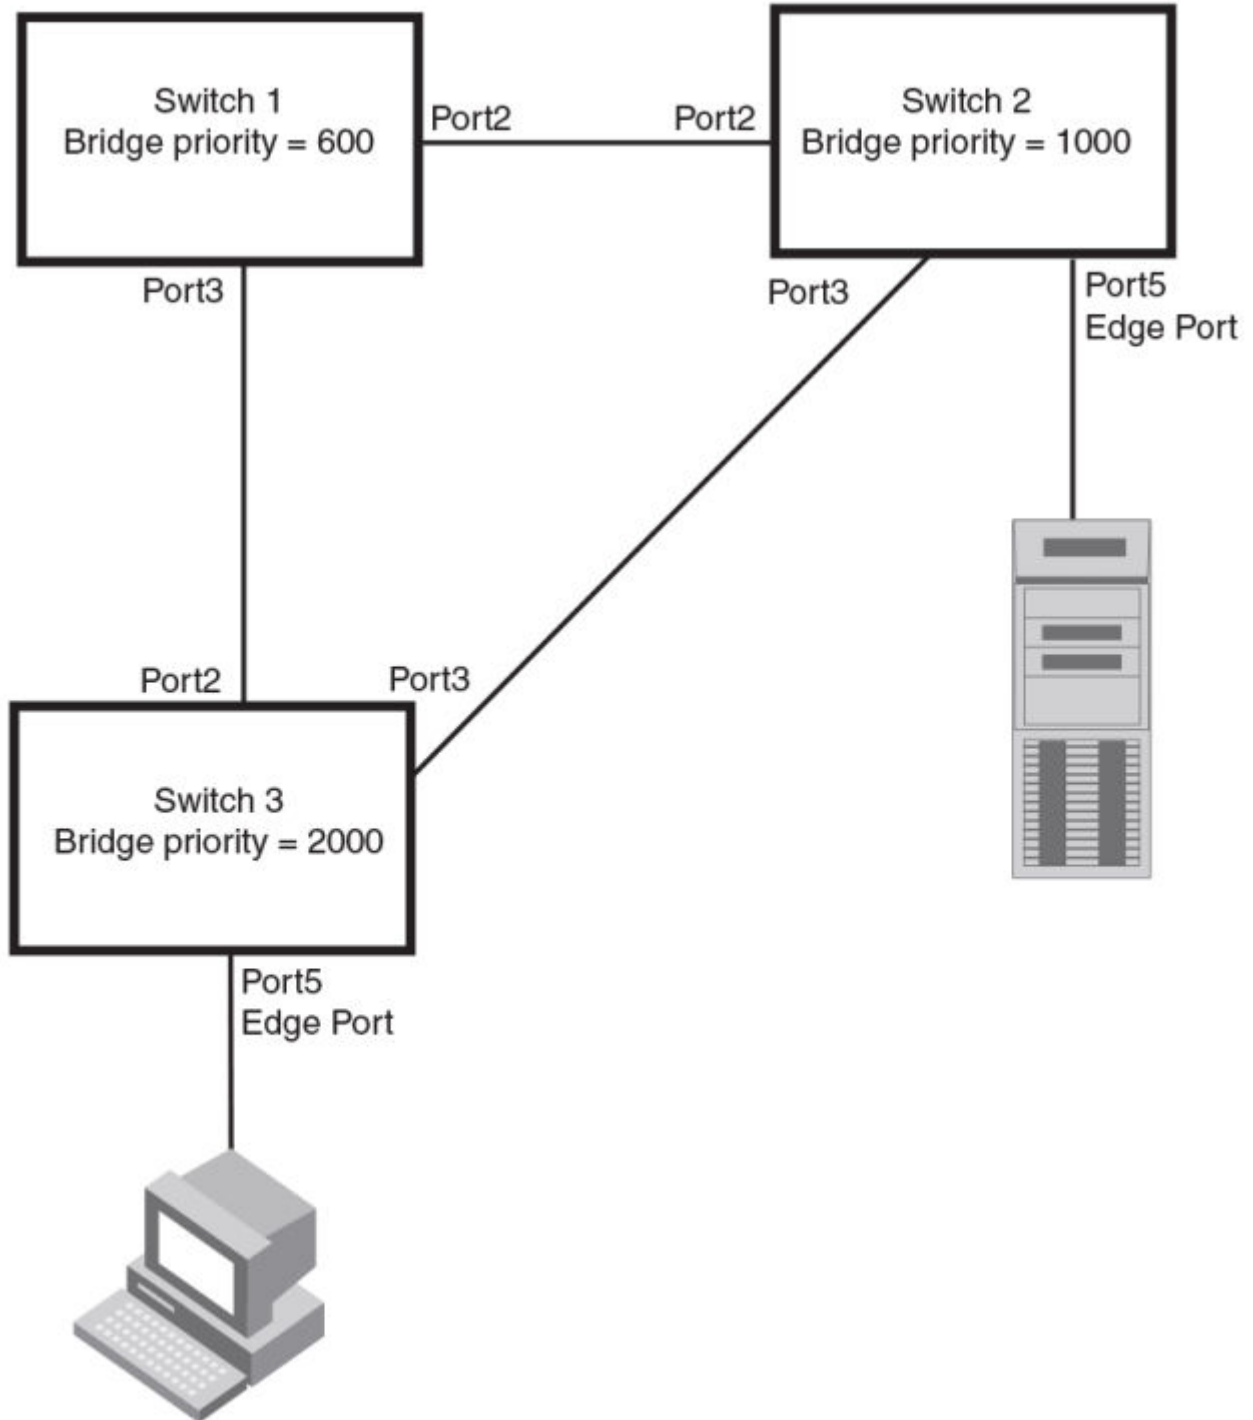 Switch 1
Bridge priority = 600
Port2
Port2
Switch 2
Bridge priority = 1000
Port3
Port3
Port5
Edge Port
Port2
Port3
Switch 3
Bridge priority = 2000
Port5
Edge Port